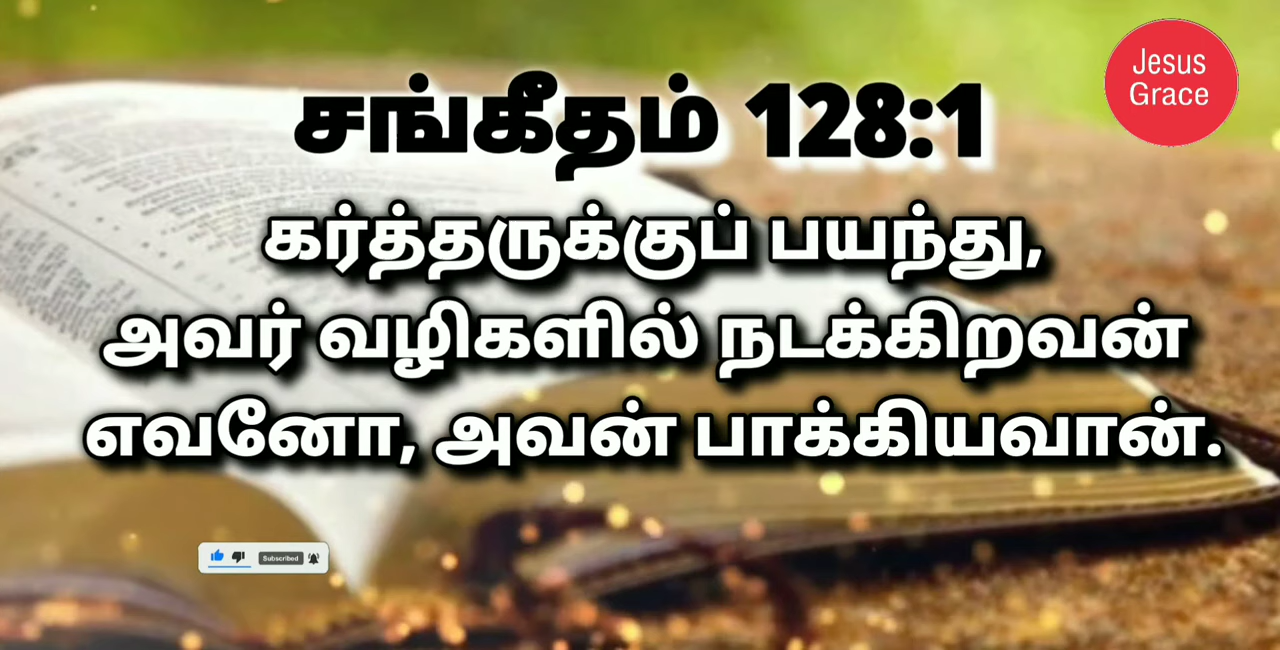 சங்கீதம் 128:1
Jesus
Grace
கர்த்தருக்குப் பயந்து,
அவர் வழிகளில் நடக்கிறவன்
எவனோ, அவன் பாக்கியவான்.
Subscribed